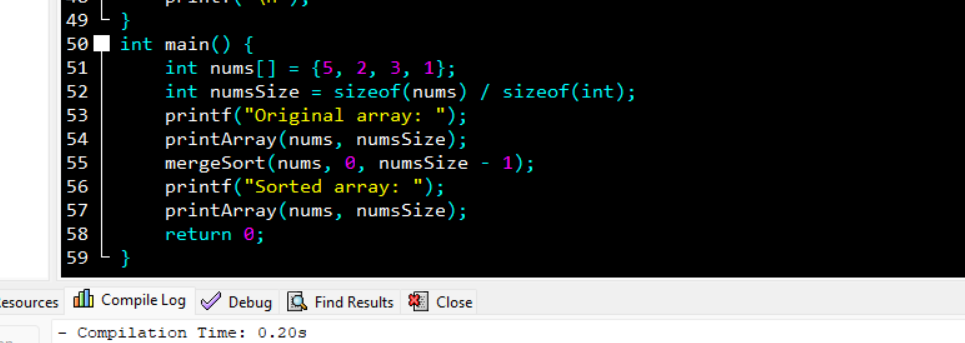 49 }
50 int main() {
51 int nums[] = {5, 2, 3, 1};
52 int numsSize = sizeof(nums) / sizeof(int);
53 printf("Original array: ");
54 printArray(nums, numsSize);
55 mergeSort(nums, 0, numsSize - 1);
56 printf("Sorted array: ");
57 printArray(nums, numsSize);
58 return 0;
59 }
esources Compile Log Debug Find Results Close
- Compilation Time: 0.20s